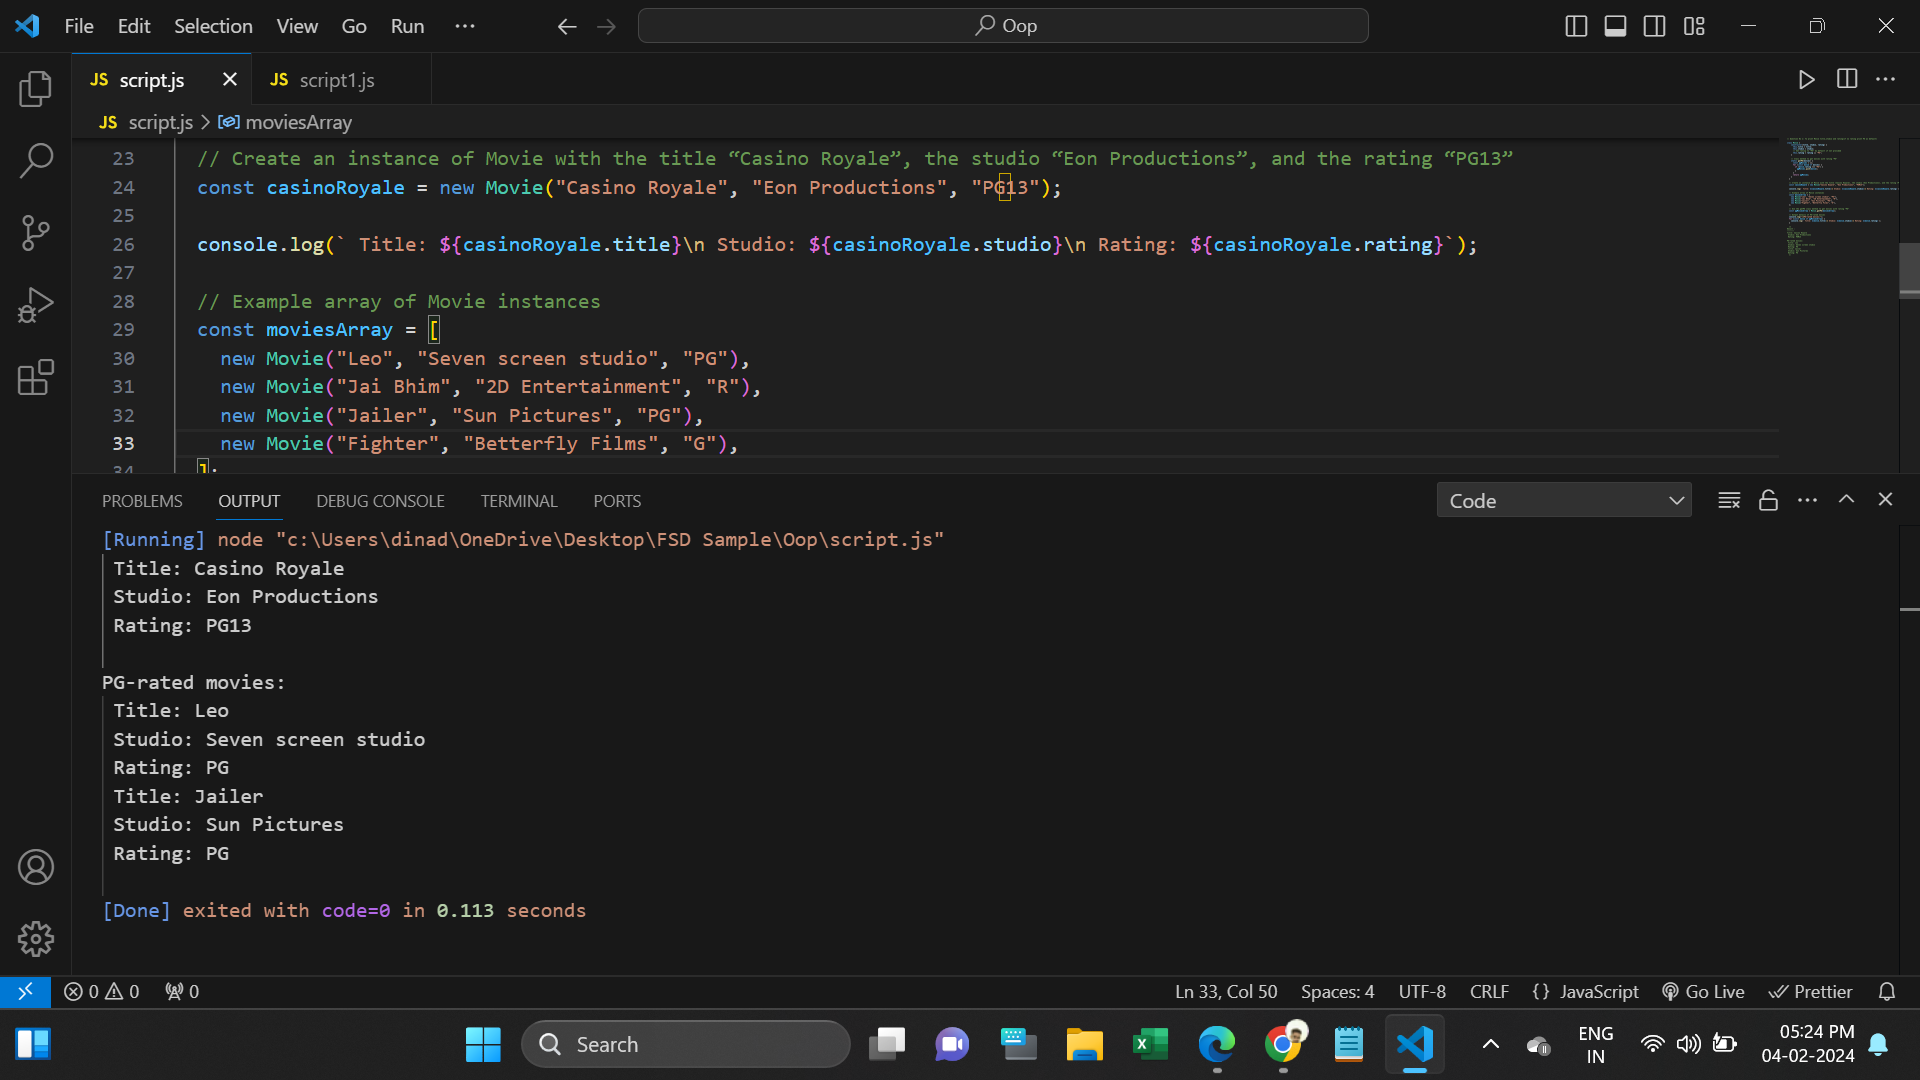 File Edit Selection View Go Run ··· Oop
JS script.js JS script1.js
JS script.js > moviesArray
23 // Create an instance of Movie with the title “Casino Royale”, the studio “Eon Productions”, and the rating “PG13”
24 const casinoRoyale = new Movie("Casino Royale", "Eon Productions", "PG13");
25
26 console.log(` Title: ${casinoRoyale.title}\n Studio: ${casinoRoyale.studio}\n Rating: ${casinoRoyale.rating}`);
27
28 // Example array of Movie instances
29 const moviesArray = [
30 new Movie("Leo", "Seven screen studio", "PG"),
31 new Movie("Jai Bhim", "2D Entertainment", "R"),
32 new Movie("Jailer", "Sun Pictures", "PG"),
33 new Movie("Fighter", "Betterfly Films", "G"),
34 ];
PROBLEMS OUTPUT DEBUG CONSOLE TERMINAL PORTS Code
[Running] node "c:\Users\dinad\OneDrive\Desktop\FSD Sample\Oop\script.js"
Title: Casino Royale
Studio: Eon Productions
Rating: PG13
PG-rated movies:
Title: Leo
Studio: Seven screen studio
Rating: PG
Title: Jailer
Studio: Sun Pictures
Rating: PG
[Done] exited with code=0 in 0.113 seconds
0 0 0 Ln 33, Col 50 Spaces: 4 UTF-8 CRLF {} JavaScript Go Live Prettier
Search ENG 05:24 PM
IN 04-02-2024